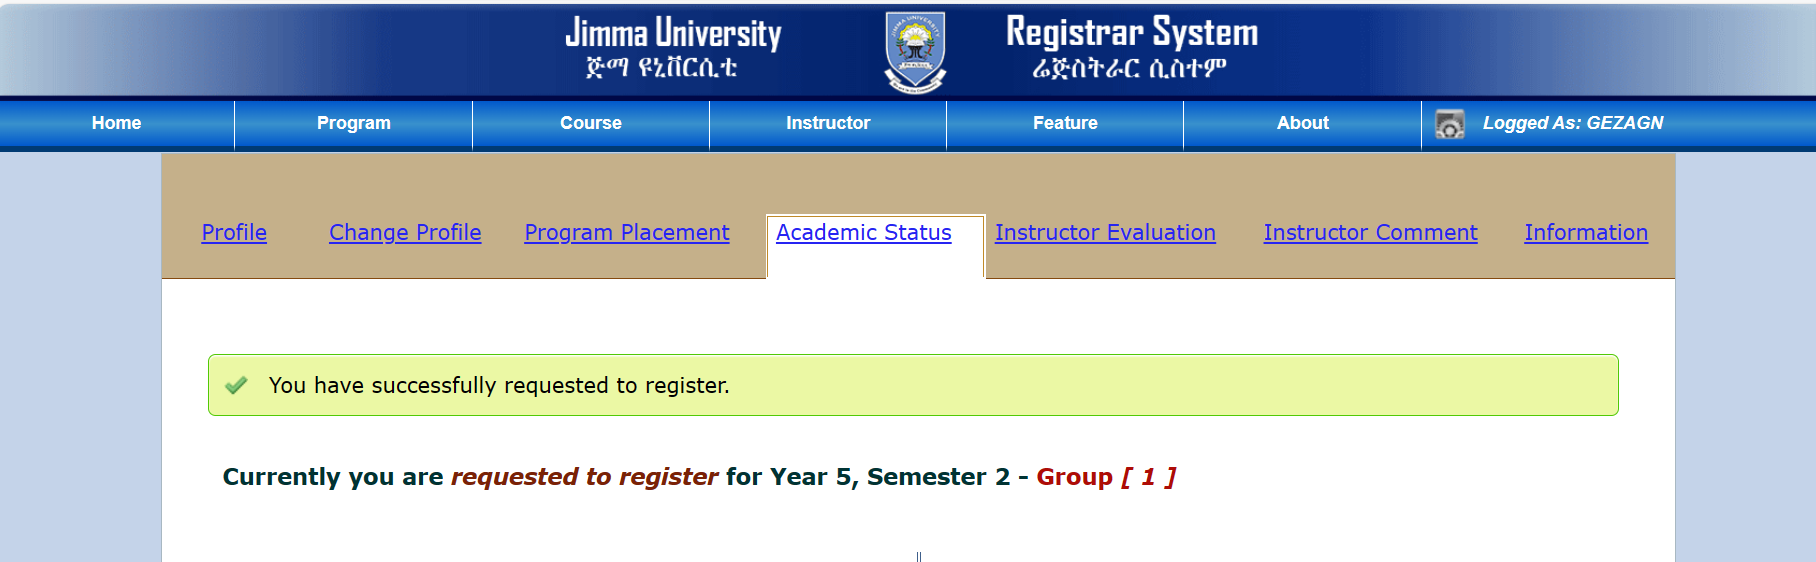 Jimma University
ጅማ ዩኒቨርሲቲ
JIMMA UNIVERSITY
Registrar System
ሬጅስትራር ሲስተም
Home
Program
Course
Instructor
Feature
About
Logged As: GEZAGN
Profile
Change Profile
Program Placement
Academic Status
Instructor Evaluation
Instructor Comment
Information
You have successfully requested to register.
Currently you are requested to register for Year 5, Semester 2 - Group [ 1 ]